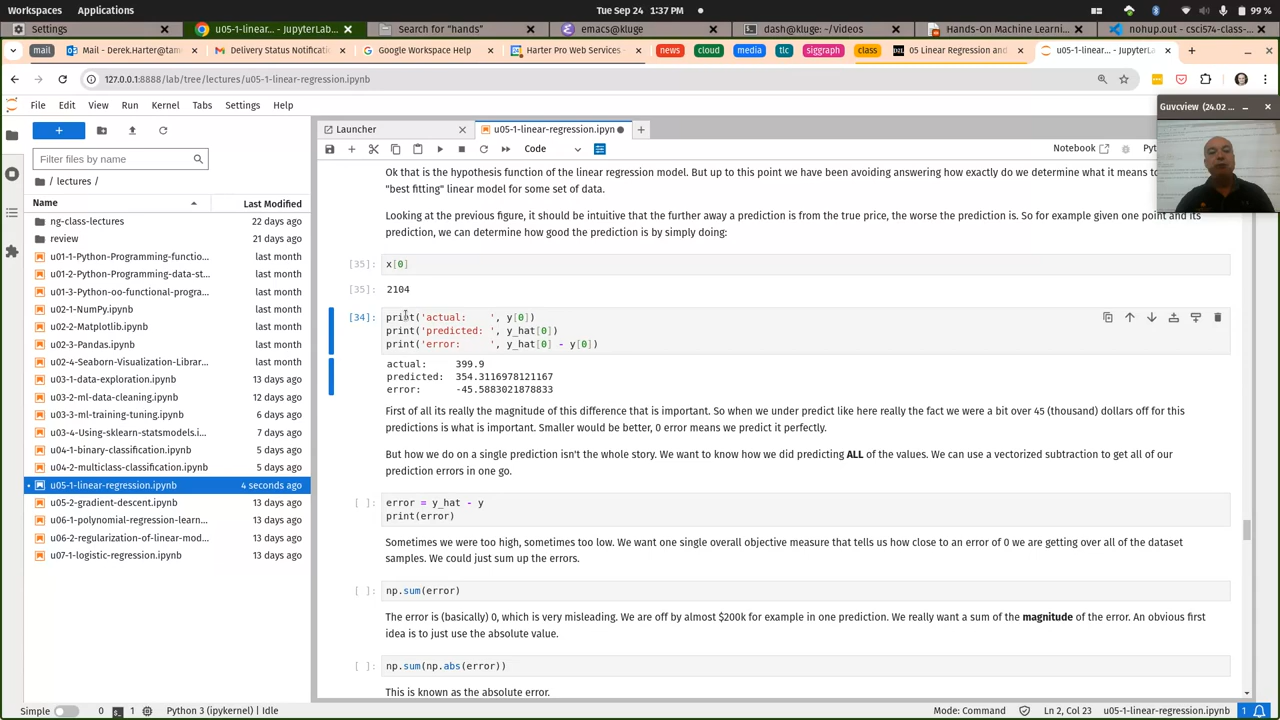 Workspaces Applications Tue Sep 24 1:37 PM 99 %
Settings × u05-1-linear... - JupyterLab... × Search for "hands" × emacs@kluge × dash@kluge: ~/Videos × Hands-On Machine Learning... × nohup.out - csci574-class-...
mail Mail - Derek.Harter@tam... × Delivery Status Notificati... × Google Workspace Help × Harter Pro Web Services - × news cloud media tlc siggraph class D2L 05 Linear Regression and × u05-1-linear... - JupyterL... ×
127.0.0.1:8888/lab/tree/lectures/u05-1-linear-regression.ipynb
File Edit View Run Kernel Tabs Settings Help
Guvcview (24.02 ...
Launcher × u05-1-linear-regression.ipyn
Code Notebook
Filter files by name
/ lectures /
Name Last Modified
ng-class-lectures 22 days ago
review 21 days ago
u01-1-Python-Programming-functio... last month
u01-2-Python-Programming-data-st... last month
u01-3-Python-oo-functional-progra... last month
u02-1-NumPy.ipynb last month
u02-2-Matplotlib.ipynb last month
u02-3-Pandas.ipynb last month
u02-4-Seaborn-Visualization-Librar... last month
u03-1-data-exploration.ipynb 13 days ago
u03-2-ml-data-cleaning.ipynb 12 days ago
u03-3-ml-training-tuning.ipynb 6 days ago
u03-4-Using-sklearn-statsmodels.i... 7 days ago
u04-1-binary-classification.ipynb 5 days ago
u04-2-multiclass-classification.ipynb 5 days ago
u05-1-linear-regression.ipynb 4 seconds ago
u05-2-gradient-descent.ipynb 13 days ago
u06-1-polynomial-regression-learn... 13 days ago
u06-2-regularization-of-linear-mod... 13 days ago
u07-1-logistic-regression.ipynb 13 days ago
Ok that is the hypothesis function of the linear regression model. But up to this point we have been avoiding answering how exactly do we determine what it means to
"best fitting" linear model for some set of data.
Looking at the previous figure, it should be intuitive that the further away a prediction is from the true price, the worse the prediction is. So for example given one point and its
prediction, we can determine how good the prediction is by simply doing:
[35]: x[0]
[35]: 2104
[34]: print('actual:    ', y[0])
print('predicted: ', y_hat[0])
print('error:     ', y_hat[0] - y[0])
actual:     399.9
predicted:  354.3116978121167
error:      -45.5883021878833
First of all its really the magnitude of this difference that is important. So when we under predict like here really the fact we were a bit over 45 (thousand) dollars off for this
predictions is what is important. Smaller would be better, 0 error means we predict it perfectly.
But how we do on a single prediction isn't the whole story. We want to know how we did predicting ALL of the values. We can use a vectorized subtraction to get all of our
prediction errors in one go.
[ ]: error = y_hat - y
print(error)
Sometimes we were too high, sometimes too low. We want one single overall objective measure that tells us how close to an error of 0 we are getting over all of the dataset
samples. We could just sum up the errors.
[ ]: np.sum(error)
The error is (basically) 0, which is very misleading. We are off by almost $200k for example in one prediction. We really want a sum of the magnitude of the error. An obvious first
idea is to just use the absolute value.
[ ]: np.sum(np.abs(error))
This is known as the absolute error.
Simple 0 1 Python 3 (ipykernel) | Idle Mode: Command Ln 2, Col 23 u05-1-linear-regression.ipynb 1